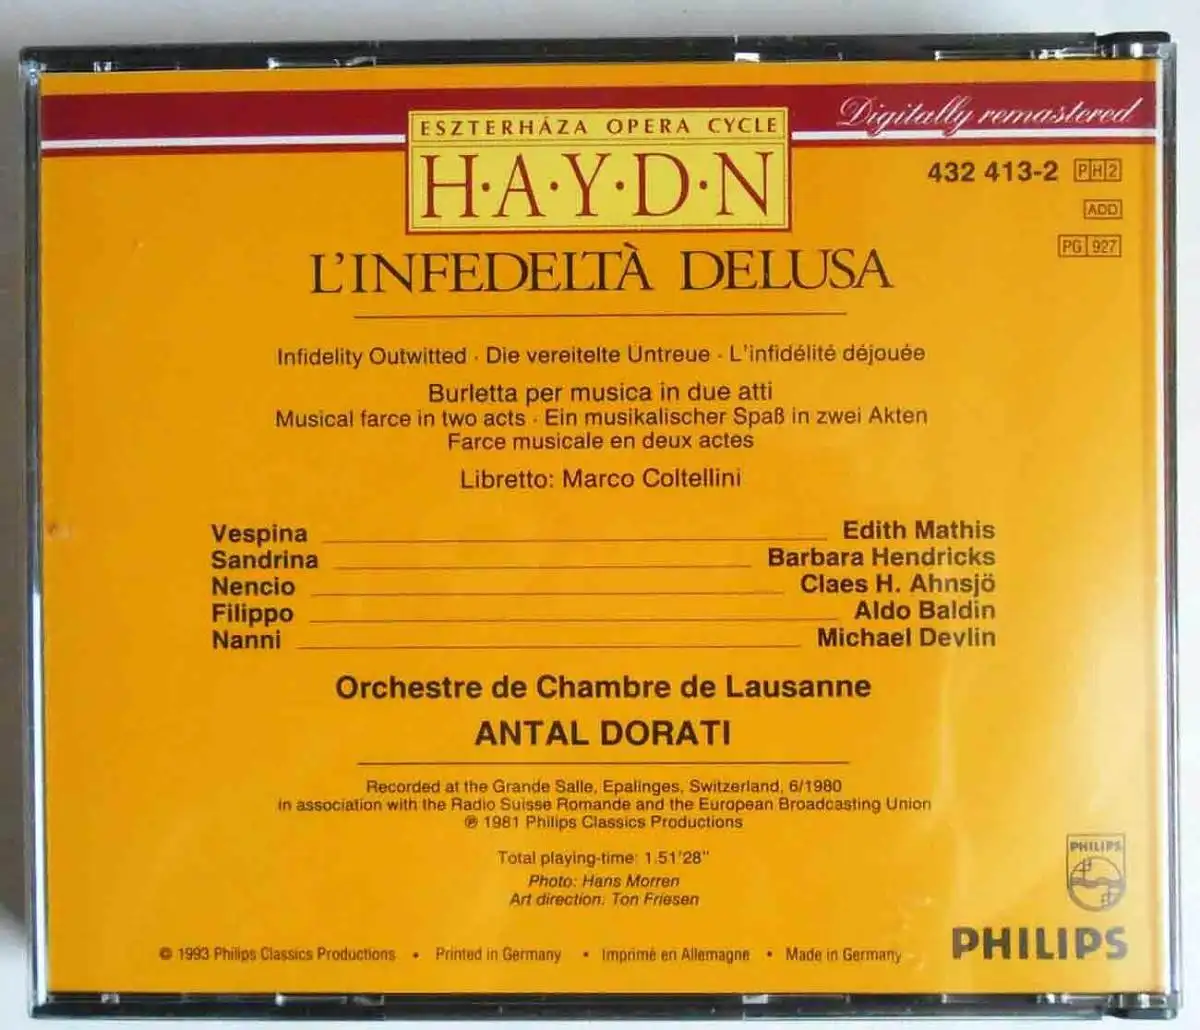 Digitally remastered
ESZTERHÁZA OPERA CYCLE
H·A·Y·D·N
432 413-2 PH2
ADD
PG 927
L'INFEDELTÀ DELUSA
Infidelity Outwitted · Die vereitelte Untreue · L'infidélité déjouée
Burletta per musica in due atti
Musical farce in two acts · Ein musikalischer Spaß in zwei Akten
Farce musicale en deux actes
Libretto: Marco Coltellini
Vespina Edith Mathis
Sandrina Barbara Hendricks
Nencio Claes H. Ahnsjö
Filippo Aldo Baldin
Nanni Michael Devlin
Orchestre de Chambre de Lausanne
ANTAL DORATI
Recorded at the Grande Salle, Epalinges, Switzerland, 6/1980
In association with the Radio Suisse Romande and the European Broadcasting Union
℗ 1981 Philips Classics Productions
Total playing-time: 1.51'28"
Photo: Hans Morren
Art direction: Ton Friesen
PHILIPS
PHILIPS
© 1993 Philips Classics Productions • Printed in Germany • Imprimé en Allemagne • Made in Germany